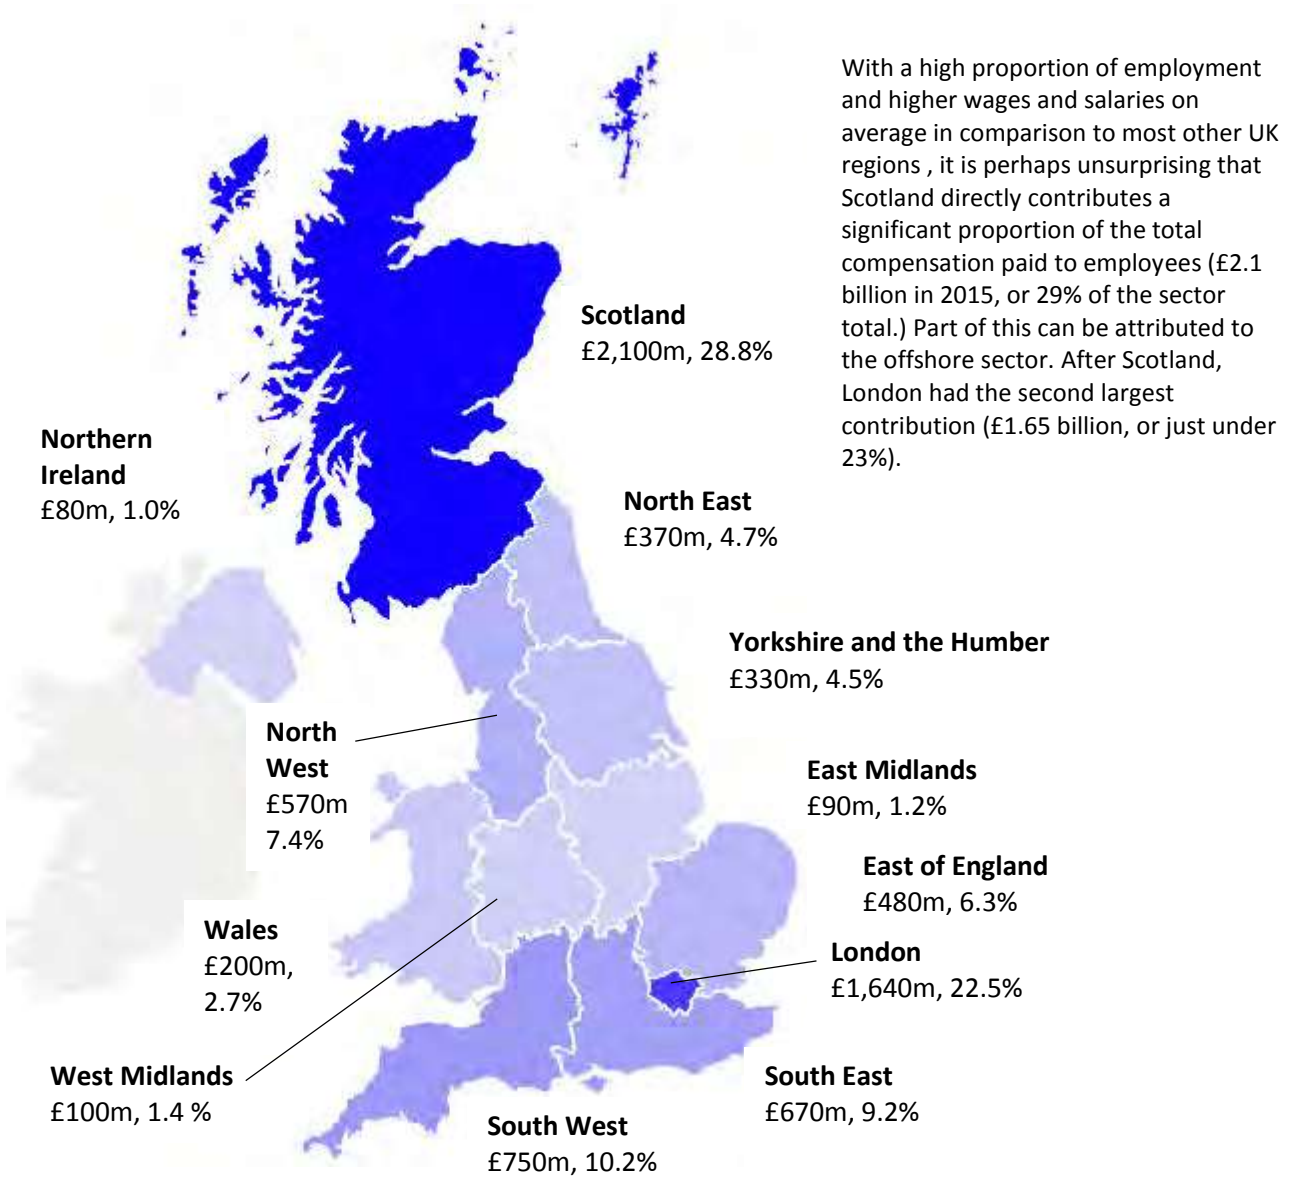 With a high proportion of employment
and higher wages and salaries on
average in comparison to most other UK
regions , it is perhaps unsurprising that
Scotland directly contributes a
significant proportion of the total
compensation paid to employees (£2.1
billion in 2015, or 29% of the sector
total.) Part of this can be attributed to
the offshore sector. After Scotland,
London had the second largest
contribution (£1.65 billion, or just under
23%).
Scotland
£2,100m, 28.8%
Northern
Ireland
£80m, 1.0%
North East
£370m, 4.7%
Yorkshire and the Humber
£330m, 4.5%
North
West
£570m
7.4%
East Midlands
£90m, 1.2%
East of England
£480m, 6.3%
Wales
£200m,
2.7%
London
£1,640m, 22.5%
West Midlands
£100m, 1.4 %
South East
£670m, 9.2%
South West
£750m, 10.2%